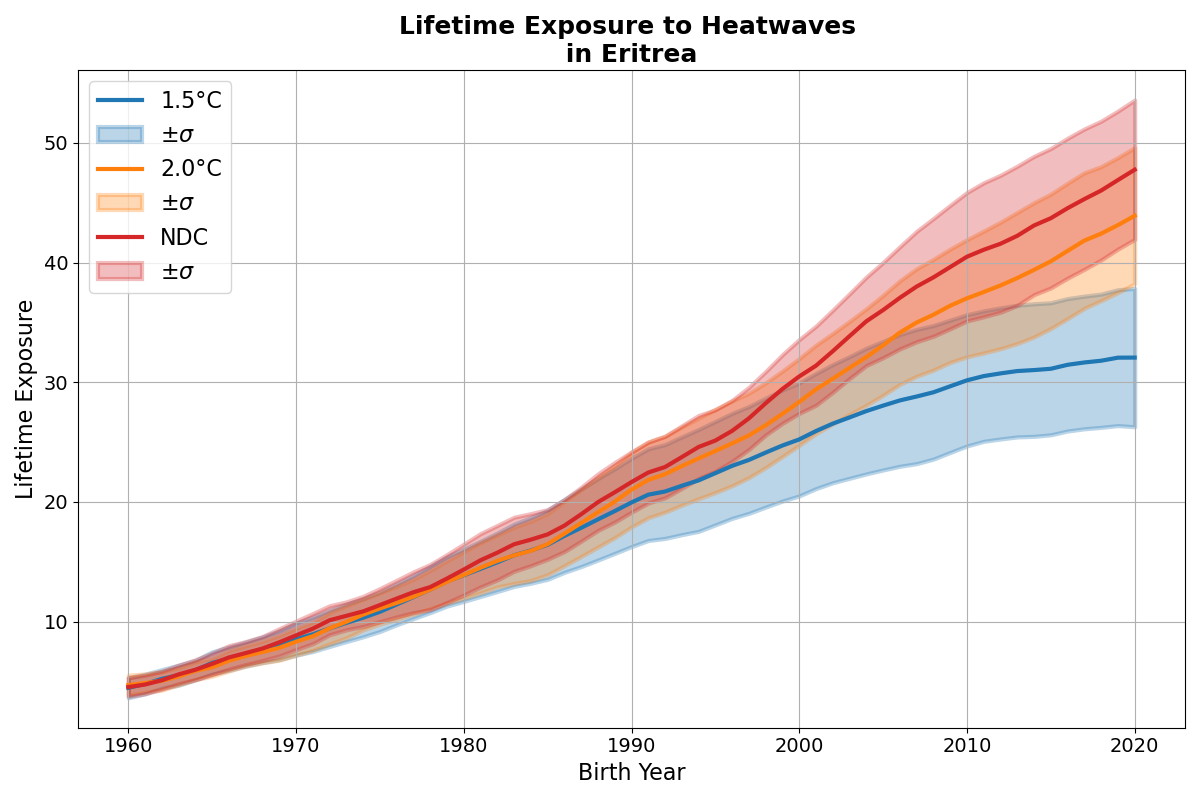 Lifetime Exposure to Heatwaves
in Eritrea
1.5°C
±σ
2.0°C
±σ
NDC
±σ
Lifetime Exposure
50
40
30
20
10
1960 1970 1980 1990 2000 2010 2020
Birth Year